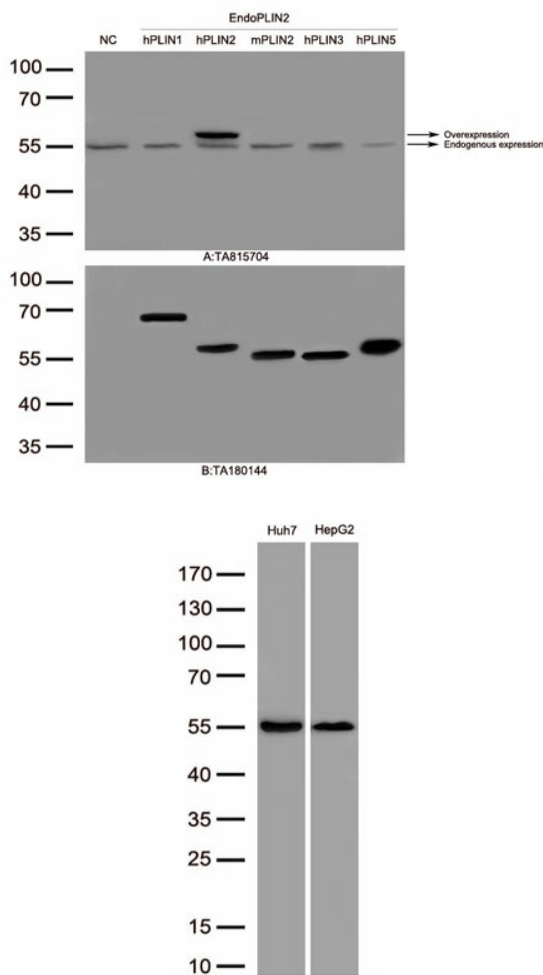 EndoPLIN2
NC hPLIN1 hPLIN2 mPLIN2 hPLIN3 hPLIN5
100
70
55
40
35
Overexpression
Endogenous expression
A:TA815704
100
70
55
40
35
B:TA180144
Huh7 HepG2
170
130
100
70
55
40
35
25
15
10